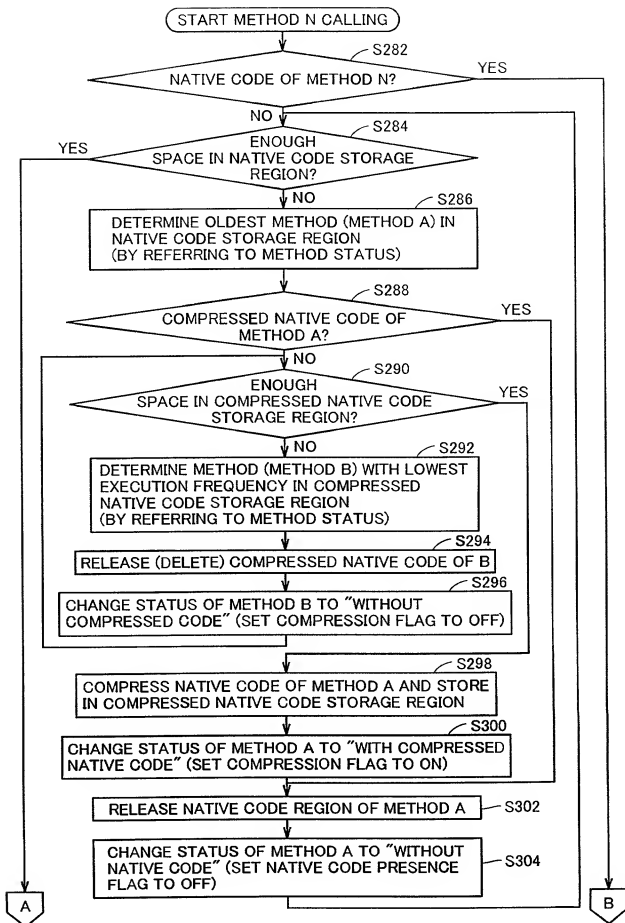 START METHOD N CALLING
S282
NATIVE CODE OF METHOD N?
YES
NO
S284
YES
ENOUGH
SPACE IN NATIVE CODE STORAGE
REGION?
NO
S286
DETERMINE OLDEST METHOD (METHOD A) IN
NATIVE CODE STORAGE REGION
(BY REFERRING TO METHOD STATUS)
S288
YES
COMPRESSED NATIVE CODE OF
METHOD A?
NO
S290
ENOUGH
SPACE IN COMPRESSED NATIVE CODE
STORAGE REGION?
YES
NO
S292
DETERMINE METHOD (METHOD B) WITH LOWEST
EXECUTION FREQUENCY IN COMPRESSED
NATIVE CODE STORAGE REGION
(BY REFERRING TO METHOD STATUS)
S294
RELEASE (DELETE) COMPRESSED NATIVE CODE OF B
S296
CHANGE STATUS OF METHOD B TO "WITHOUT
COMPRESSED CODE" (SET COMPRESSION FLAG TO OFF)
S298
COMPRESS NATIVE CODE OF METHOD A AND STORE
IN COMPRESSED NATIVE CODE STORAGE REGION
S300
CHANGE STATUS OF METHOD A TO "WITH COMPRESSED
NATIVE CODE" (SET COMPRESSION FLAG TO ON)
RELEASE NATIVE CODE REGION OF METHOD A
S302
CHANGE STATUS OF METHOD A TO "WITHOUT
NATIVE CODE" (SET NATIVE CODE PRESENCE
FLAG TO OFF)
S304
A
B